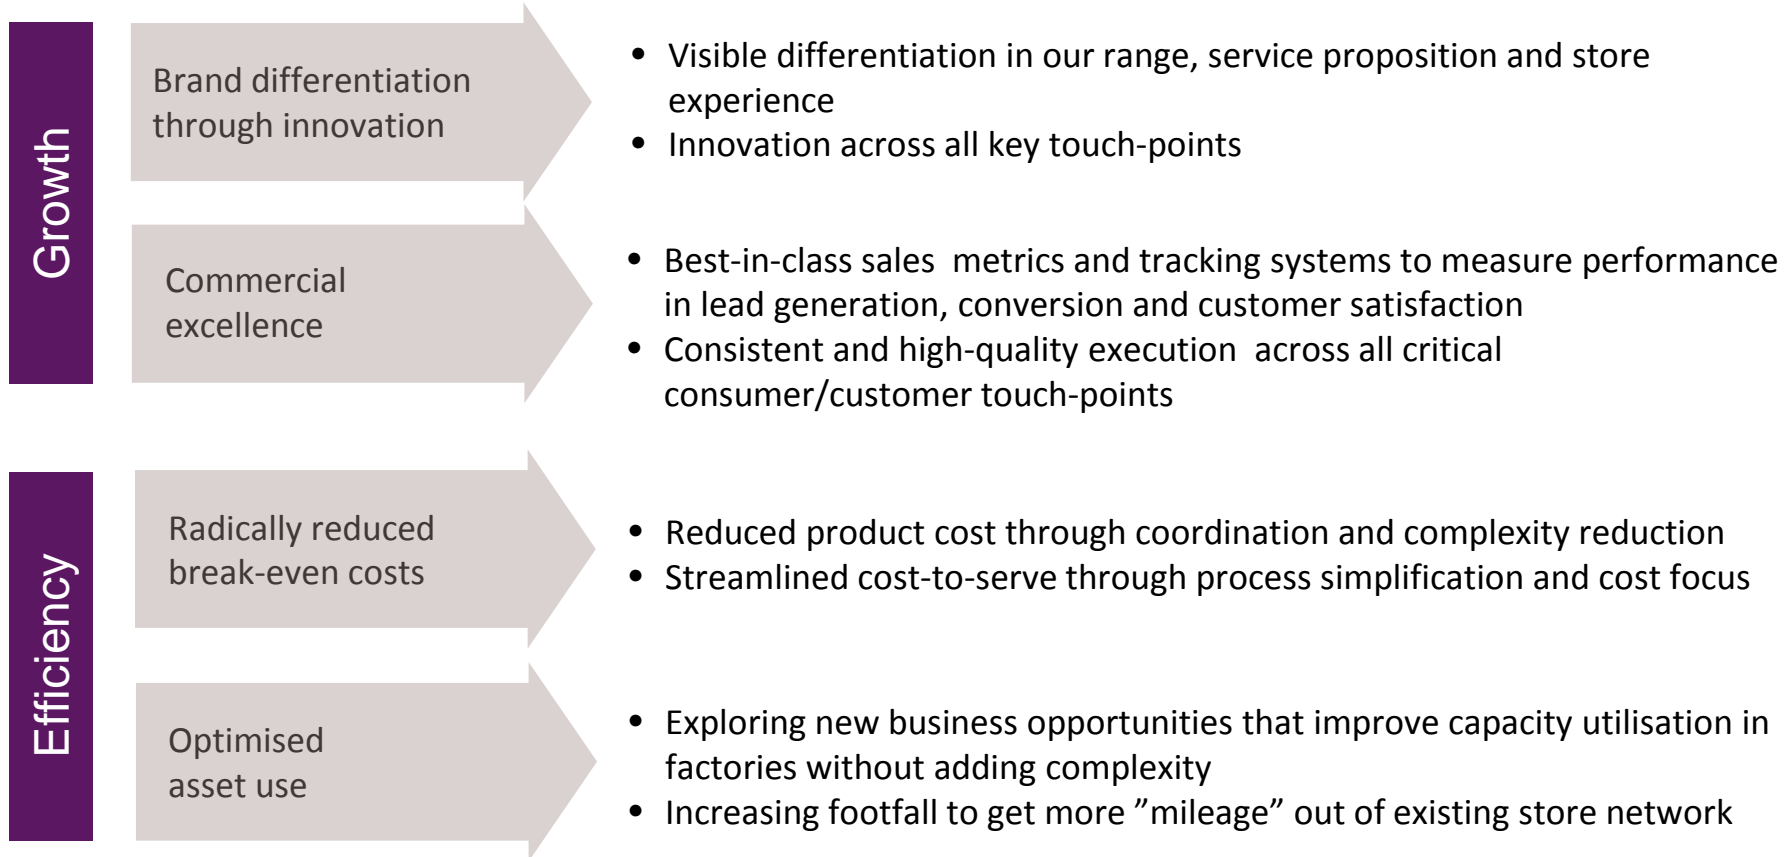 Growth
Brand differentiation
through innovation
• Visible differentiation in our range, service proposition and store
experience
• Innovation across all key touch-points
Commercial
excellence
• Best-in-class sales  metrics and tracking systems to measure performance
in lead generation, conversion and customer satisfaction
• Consistent and high-quality execution  across all critical
consumer/customer touch-points
Efficiency
Radically reduced
break-even costs
• Reduced product cost through coordination and complexity reduction
• Streamlined cost-to-serve through process simplification and cost focus
Optimised
asset use
• Exploring new business opportunities that improve capacity utilisation in
factories without adding complexity
• Increasing footfall to get more ”mileage” out of existing store network